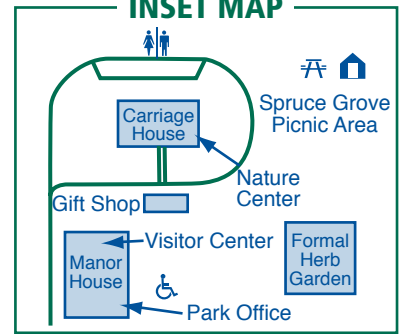 INSET MAP
Spruce Grove
Picnic Area
Carriage
House
Nature
Center
Gift Shop
Visitor Center
Manor
House
Formal
Herb
Garden
Park Office